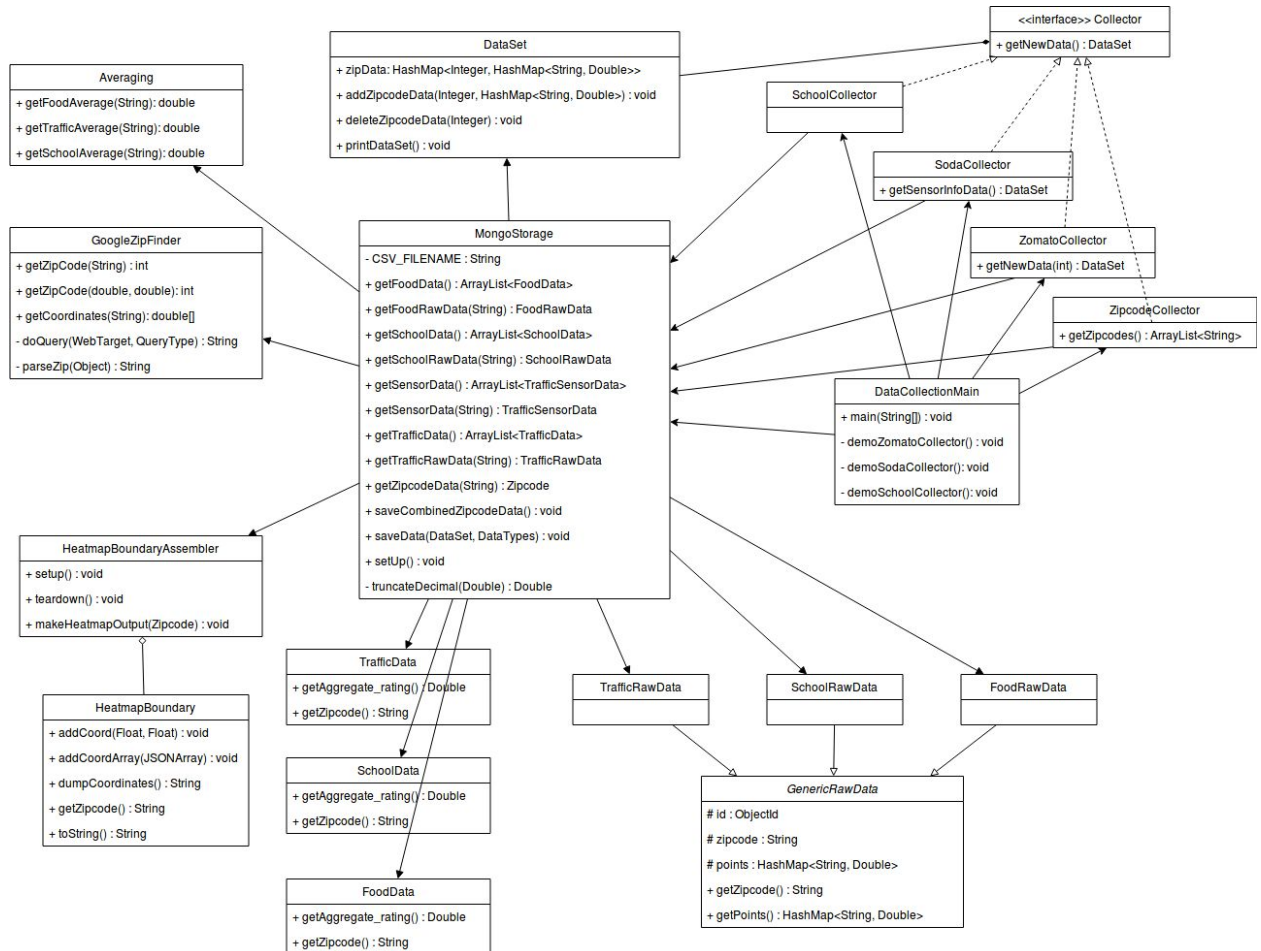 <<interface>> Collector
+ getNewData() : DataSet
DataSet
+ zipData: HashMap<Integer, HashMap<String, Double>>
+ addZipcodeData(Integer, HashMap<String, Double>) : void
+ deleteZipcodeData(Integer) : void
+ printDataSet() : void
Averaging
+ getFoodAverage(String): double
+ getTrafficAverage(String): double
+ getSchoolAverage(String): double
SchoolCollector
SodaCollector
+ getSensorInfoData() : DataSet
ZomatoCollector
+ getNewData(int) : DataSet
ZipcodeCollector
+ getZipcodes() : ArrayList<String>
GoogleZipFinder
+ getZipCode(String) : int
+ getZipCode(double, double): int
+ getCoordinates(String): double[]
- doQuery(WebTarget, QueryType) : String
- parseZip(Object) : String
MongoStorage
- CSV_FILENAME : String
+ getFoodData() : ArrayList<FoodData>
+ getFoodRawData(String) : FoodRawData
+ getSchoolData() : ArrayList<SchoolData>
+ getSchoolRawData(String) : SchoolRawData
+ getSensorData() : ArrayList<TrafficSensorData>
+ getSensorData(String) : TrafficSensorData
+ getTrafficData() : ArrayList<TrafficData>
+ getTrafficRawData(String) : TrafficRawData
+ getZipcodeData(String) : Zipcode
+ saveCombinedZipcodeData() : void
+ saveData(DataSet, DataTypes) : void
+ setUp() : void
- truncateDecimal(Double) : Double
DataCollectionMain
+ main(String[]) : void
- demoZomatoCollector() : void
- demoSodaCollector(): void
- demoSchoolCollector(): void
HeatmapBoundaryAssembler
+ setup() : void
+ teardown() : void
+ makeHeatmapOutput(Zipcode) : void
HeatmapBoundary
+ addCoord(Float, Float) : void
+ addCoordArray(JSONArray) : void
+ dumpCoordinates() : String
+ getZipcode() : String
+ toString() : String
TrafficData
+ getAggregate_rating() : Double
+ getZipcode() : String
SchoolData
+ getAggregate_rating() : Double
+ getZipcode() : String
FoodData
+ getAggregate_rating() : Double
+ getZipcode() : String
TrafficRawData
SchoolRawData
FoodRawData
GenericRawData
# id : ObjectId
# zipcode : String
# points : HashMap<String, Double>
+ getZipcode() : String
+ getPoints() : HashMap<String, Double>